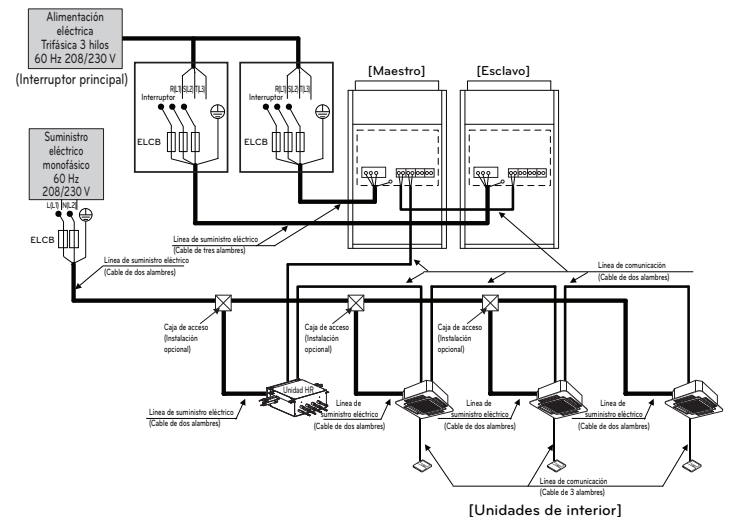 Alimentación
eléctrica
Trifásica 3 hilos
60 Hz 208/230 V
(Interruptor principal)
R(L1) S(L2) T(L3)
Interruptor
ELCB
R(L1) S(L2) T(L3)
Interruptor
ELCB
[Maestro]
[Esclavo]
Suministro
eléctrico
monofásico
60 Hz
208/230 V
L(L1) N(L2)
ELCB
Línea de suministro eléctrico
(Cable de tres alambres)
Línea de suministro eléctrico
(Cable de dos alambres)
Línea de comunicación
(Cable de dos alambres)
Caja de acceso
(Instalación
opcional)
Caja de acceso
(Instalación
opcional)
Caja de acceso
(Instalación
opcional)
Unidad HR
Línea de suministro eléctrico
(Cable de dos alambres)
Línea de
suministro eléctrico
(Cable de dos alambres)
Línea de
suministro eléctrico
(Cable de dos alambres)
Línea de
suministro eléctrico
(Cable de dos alambres)
Línea de comunicación
(Cable de 3 alambres)
[Unidades de interior]